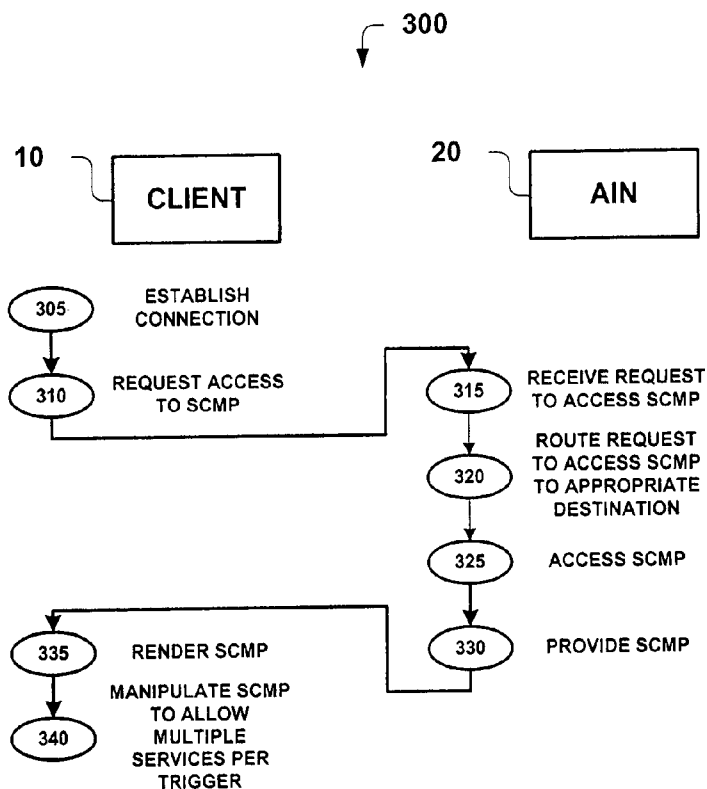 300
10
CLIENT
20
AIN
305
ESTABLISH
CONNECTION
310
REQUEST ACCESS
TO SCMP
315
RECEIVE REQUEST
TO ACCESS SCMP
320
ROUTE REQUEST
TO ACCESS SCMP
TO APPROPRIATE
DESTINATION
325
ACCESS SCMP
330
PROVIDE SCMP
335
RENDER SCMP
340
MANIPULATE SCMP
TO ALLOW
MULTIPLE
SERVICES PER
TRIGGER